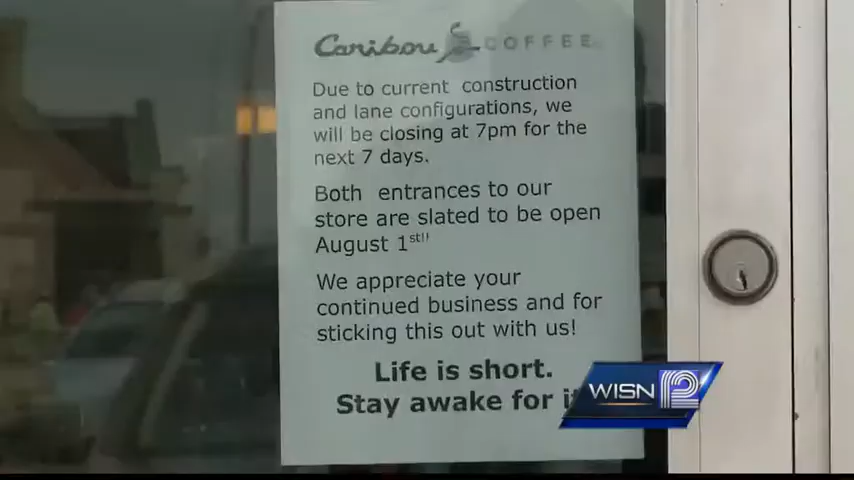 Caribou COFFEE
Due to current construction
and lane configurations, we
will be closing at 7pm for the
next 7 days.
Both entrances to our
store are slated to be open
August 1st!!
We appreciate your
continued business and for
sticking this out with us!
Life is short.
Stay awake for
WISN 12